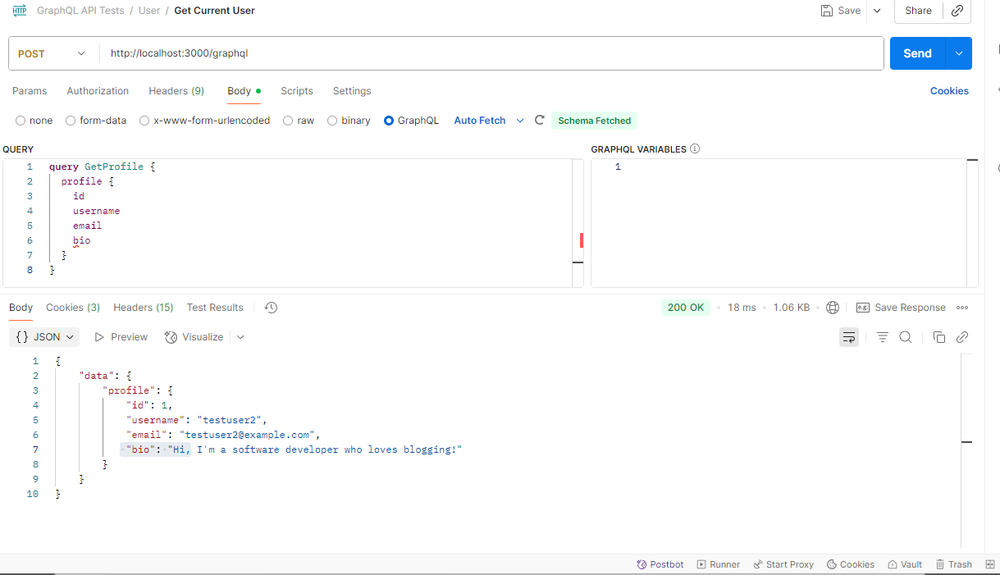 HTTP GraphQL API Tests / User / Get Current User Save Share
POST http://localhost:3000/graphql Send
Params Authorization Headers (9) Body Scripts Settings Cookies
none form-data x-www-form-urlencoded raw binary GraphQL Auto Fetch Schema Fetched
QUERY
1 query GetProfile {
2 profile {
3 id
4 username
5 email
6 bio
7 }
8 }
GRAPHQL VARIABLES
1
Body Cookies (3) Headers (15) Test Results 200 OK 18 ms 1.06 KB e.g. Save Response
{} JSON Preview Visualize
1 {
2 "data": {
3 "profile": {
4 "id": 1,
5 "username": "testuser2",
6 "email": "testuser2@example.com",
7 "bio": "Hi, I'm a software developer who loves blogging!"
8 }
9 }
10 }
Postbot Runner Start Proxy Cookies Vault Trash